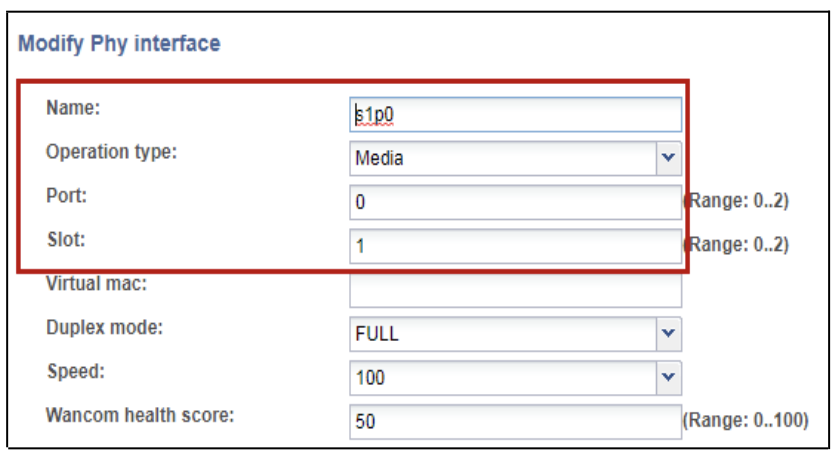 Modify Phy interface
Name: s1p0
Operation type: Media
Port: 0 (Range: 0..2)
Slot: 1 (Range: 0..2)
Virtual mac:
Duplex mode: FULL
Speed: 100
Wancom health score: 50 (Range: 0..100)